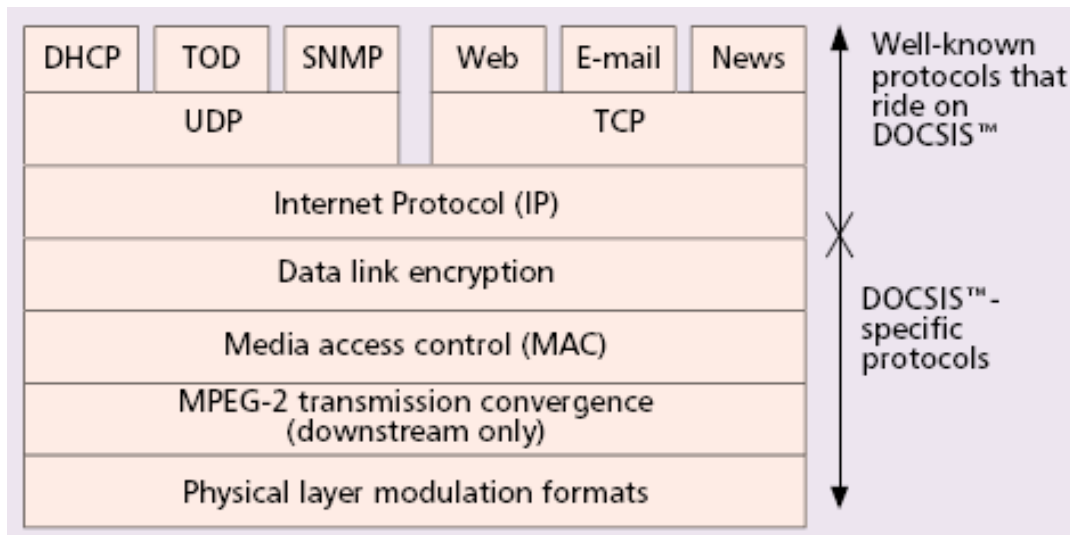 DHCP TOD SNMP Web E-mail News
UDP TCP
Internet Protocol (IP)
Data link encryption
Media access control (MAC)
MPEG-2 transmission convergence
(downstream only)
Physical layer modulation formats
Well-known
protocols that
ride on
DOCSIS™
DOCSIS™-
specific
protocols